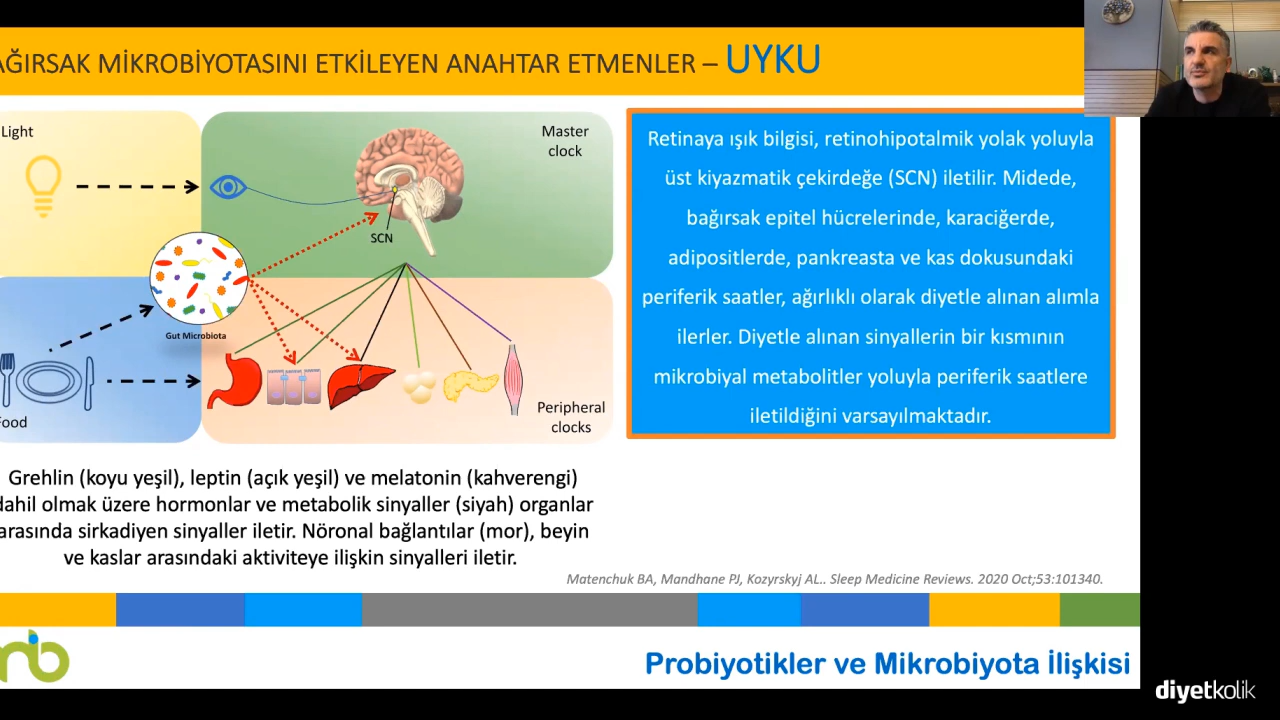 AĞIRSAK MİKROBİYOTASINI ETKİLEYEN ANAHTAR ETMENLER – UYKU
Light
Master
clock
SCN
Gut Microbiota
Food
Peripheral
clocks
Retinaya ışık bilgisi, retinohipotalmik yolak yoluyla
üst kiyazmatik çekirdeğe (SCN) iletilir. Midede,
bağırsak epitel hücrelerinde, karaciğerde,
adipositlerde, pankreasta ve kas dokusundaki
periferik saatler, ağırlıklı olarak diyetle alınan alımla
ilerler. Diyetle alınan sinyallerin bir kısmının
mikrobiyal metabolitler yoluyla periferik saatlere
iletildiğini varsayılmaktadır.
Grehlin (koyu yeşil), leptin (açık yeşil) ve melatonin (kahverengi)
dahil olmak üzere hormonlar ve metabolik sinyaller (siyah) organlar
arasında sirkadiyen sinyaller iletir. Nöronal bağlantılar (mor), beyin
ve kaslar arasındaki aktiviteye ilişkin sinyalleri iletir.
Matenchuk BA, Mandhane PJ, Kozyrskyj AL.. Sleep Medicine Reviews. 2020 Oct;53:101340.
Probiyotikler ve Mikrobiyota İlişkisi
diyetkolik